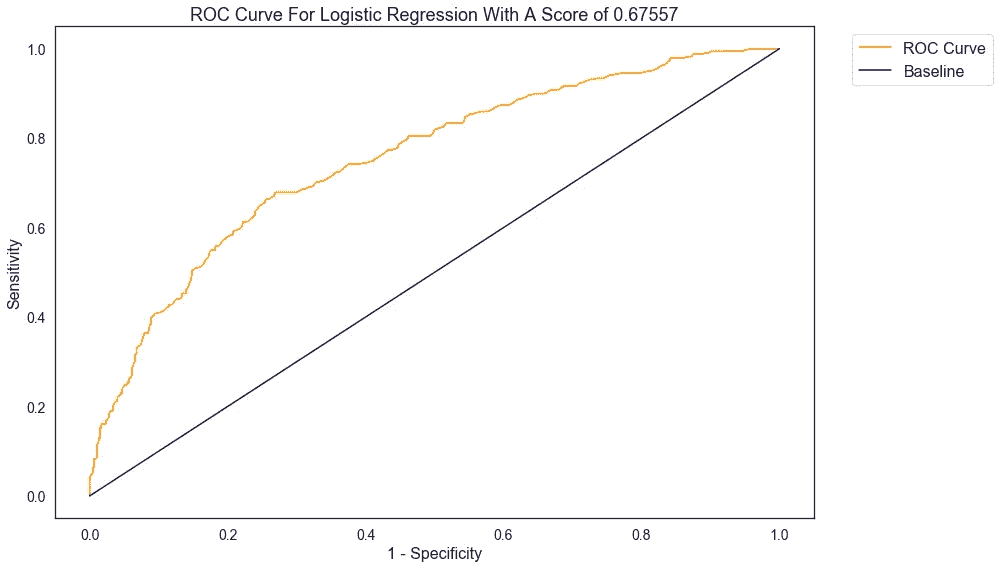 ROC Curve For Logistic Regression With A Score of 0.67557
ROC Curve
Baseline
1.0
0.8
0.6
0.4
0.2
0.0
Sensitivity
0.0 0.2 0.4 0.6 0.8 1.0
1 - Specificity